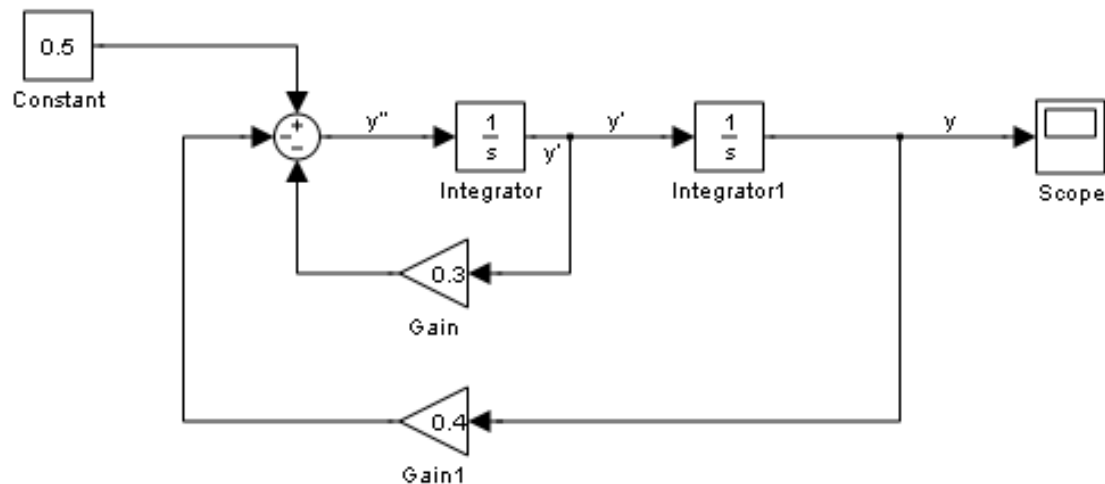 0.5
Constant
+
−
−
y''
1
s
Integrator
y'
y'
1
s
Integrator1
y
Scope
0.3
Gain
0.4
Gain1